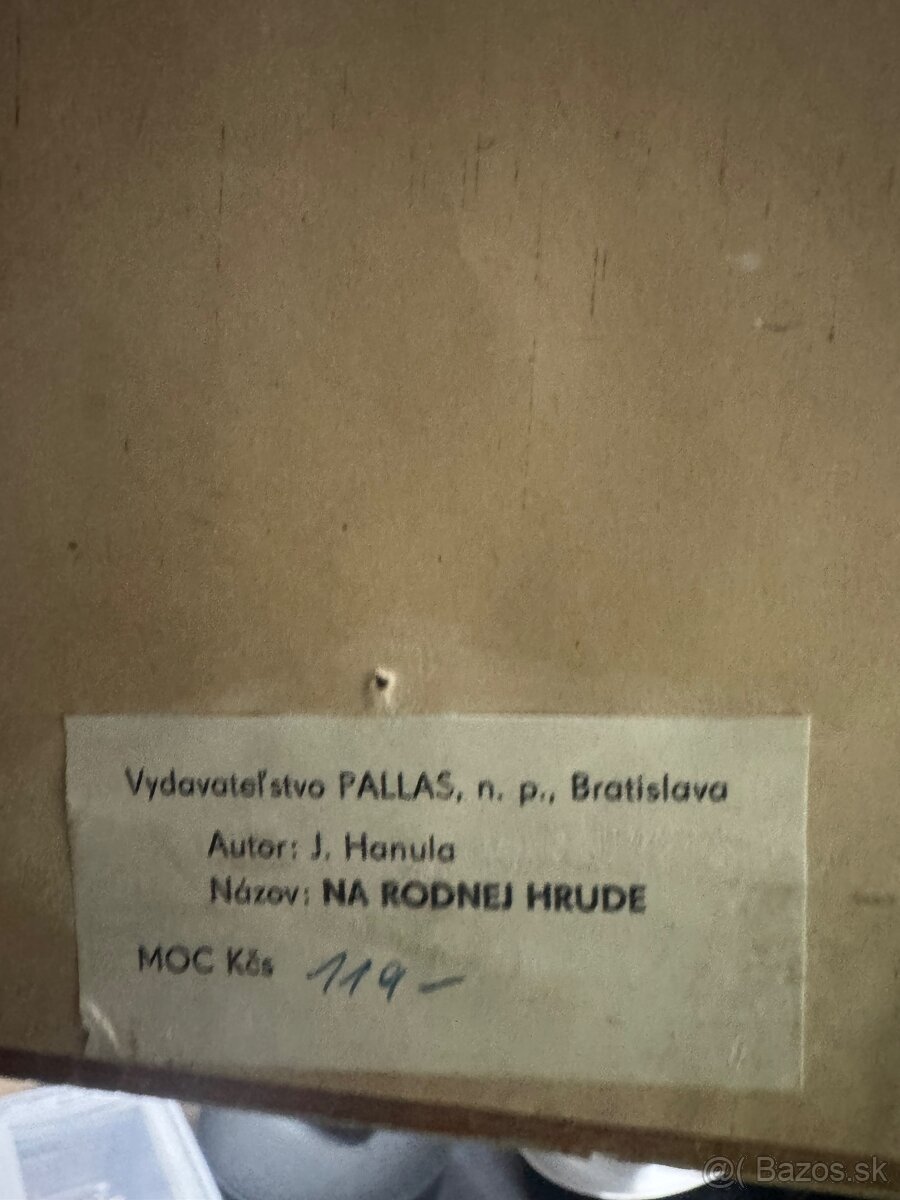 Vydavateľstvo PALLAS, n. p., Bratislava
Autor: J. Hanula
Názov: NA RODNEJ HRUDE
MOC Kčs 119-
@( Bazos.sk